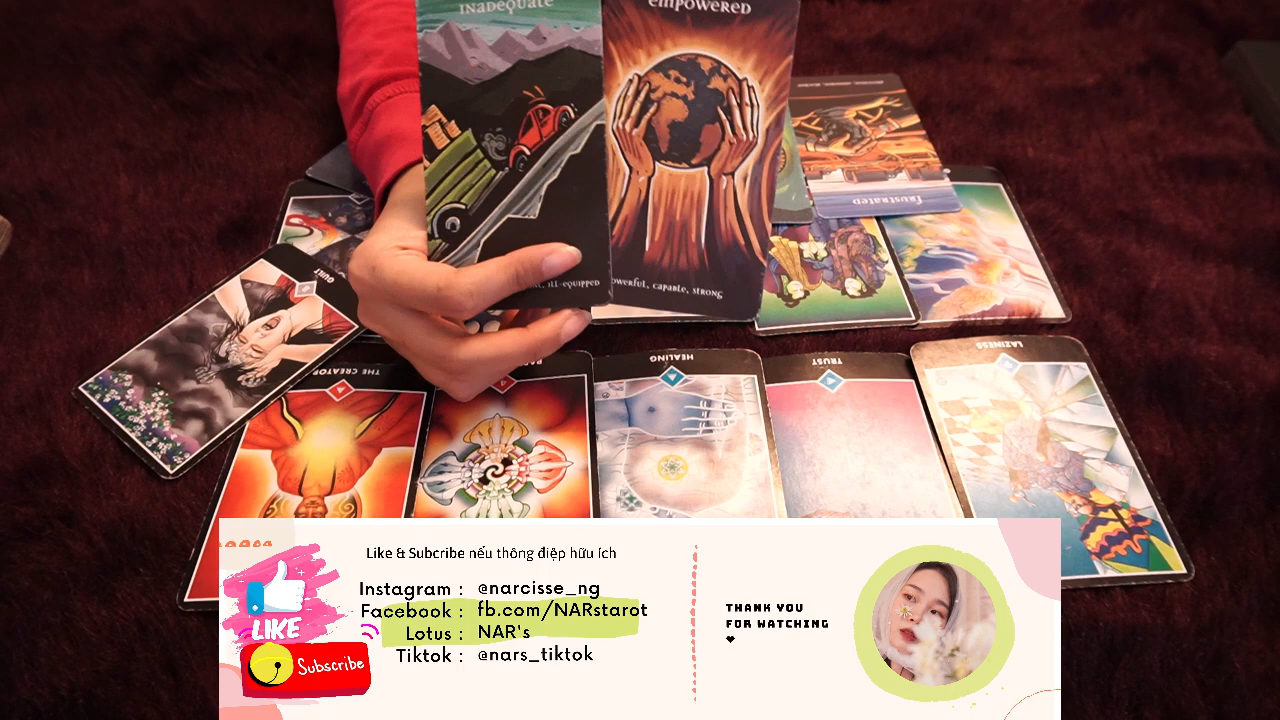 INADEQUATE
EMPOWERED
ILL-EQUIPPED
POWERFUL, CAPABLE, STRONG
FRUSTRATED
GUILT
THE CREATOR
HEALING
TRUST
LAZINESS
Like & Subcribe nếu thông điệp hữu ích
Instagram : @narcisse_ng
Facebook : fb.com/NARstarot
Lotus : NAR's
Tiktok : @nars_tiktok
LIKE
Subscribe
THANK YOU
FOR WATCHING